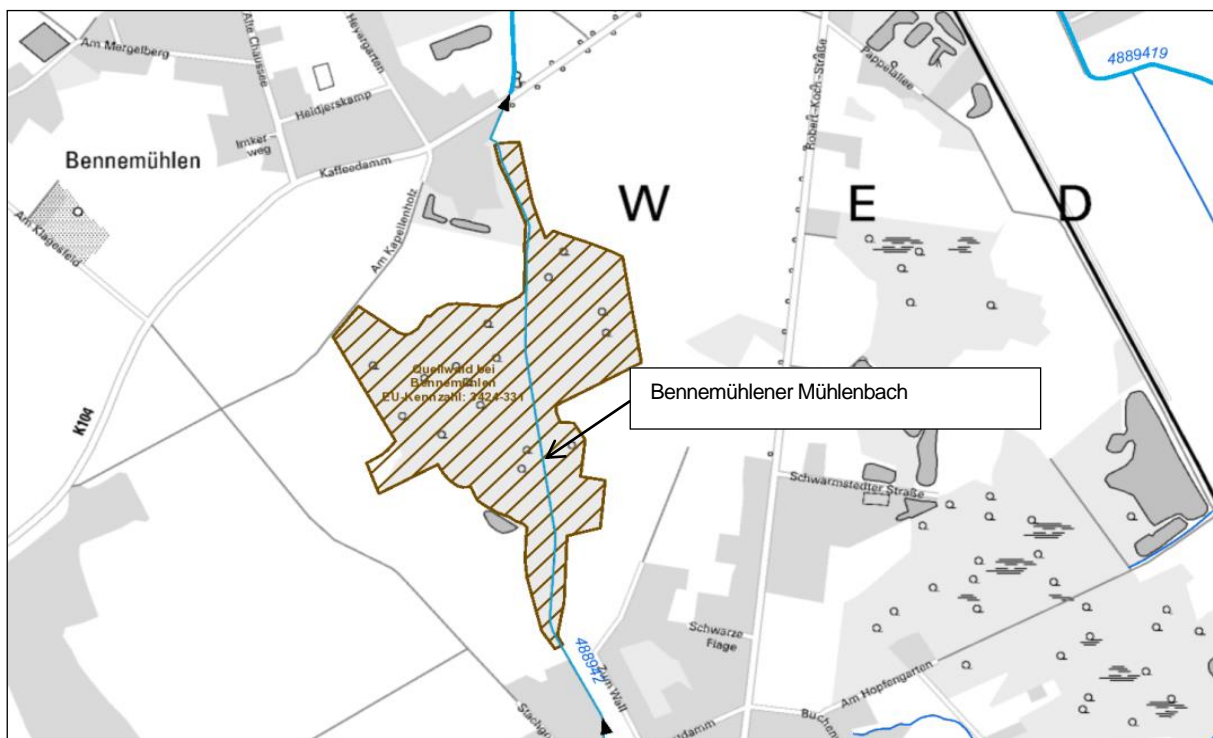 Am Mergelberg
Alte Chaussee
Hevergarten
Heidjerskamp
Imker
weg
Kaffeedamm
Bennemühlen
Am Klagesfeld
Am Kapellenholz
K104
W E D
Robert-Koch-Straße
Pappelallee
4889419
Quellwald bei
Bennemühlen
EU-Kennzahl: 3424-331
Bennemühlener Mühlenbach
Schwarmstedter Straße
Schwarze
Flage
488942
Zum Wall
Am Hopfengarten